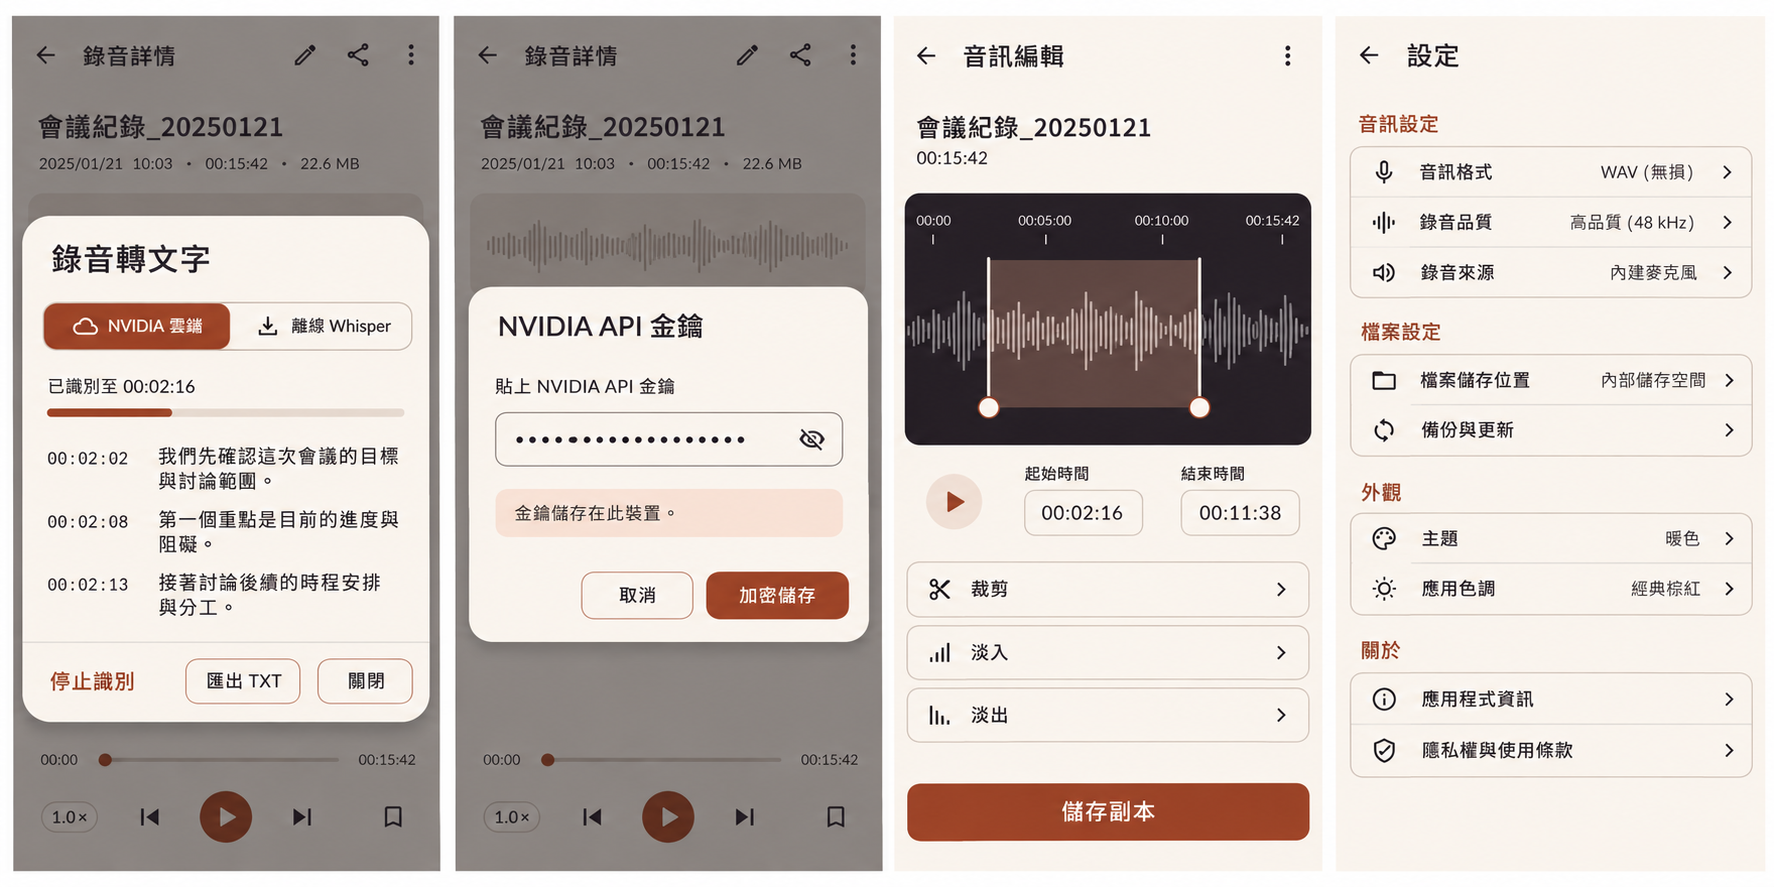 錄音詳情
會議紀錄_20250121
2025/01/21 10:03 • 00:15:42 • 22.6 MB
錄音轉文字
NVIDIA 雲端
離線 Whisper
已識別至 00:02:16
00:02:02 我們先確認這次會議的目標
與討論範圍。
00:02:08 第一個重點是目前的進度與
阻礙。
00:02:13 接著討論後續的時程安排
與分工。
停止識別
匯出 TXT
關閉
00:00
00:15:42
1.0×
錄音詳情
會議紀錄_20250121
2025/01/21 10:03 • 00:15:42 • 22.6 MB
NVIDIA API 金鑰
貼上 NVIDIA API 金鑰
金鑰儲存在此裝置。
取消
加密儲存
00:00
00:15:42
1.0×
音訊編輯
會議紀錄_20250121
00:15:42
00:00 00:05:00 00:10:00 00:15:42
起始時間
結束時間
00:02:16
00:11:38
裁剪
淡入
淡出
儲存副本
設定
音訊設定
音訊格式 WAV (無損)
錄音品質 高品質 (48 kHz)
錄音來源 內建麥克風
檔案設定
檔案儲存位置 內部儲存空間
備份與更新
外觀
主題 暖色
應用色調 經典棕紅
關於
應用程式資訊
隱私權與使用條款